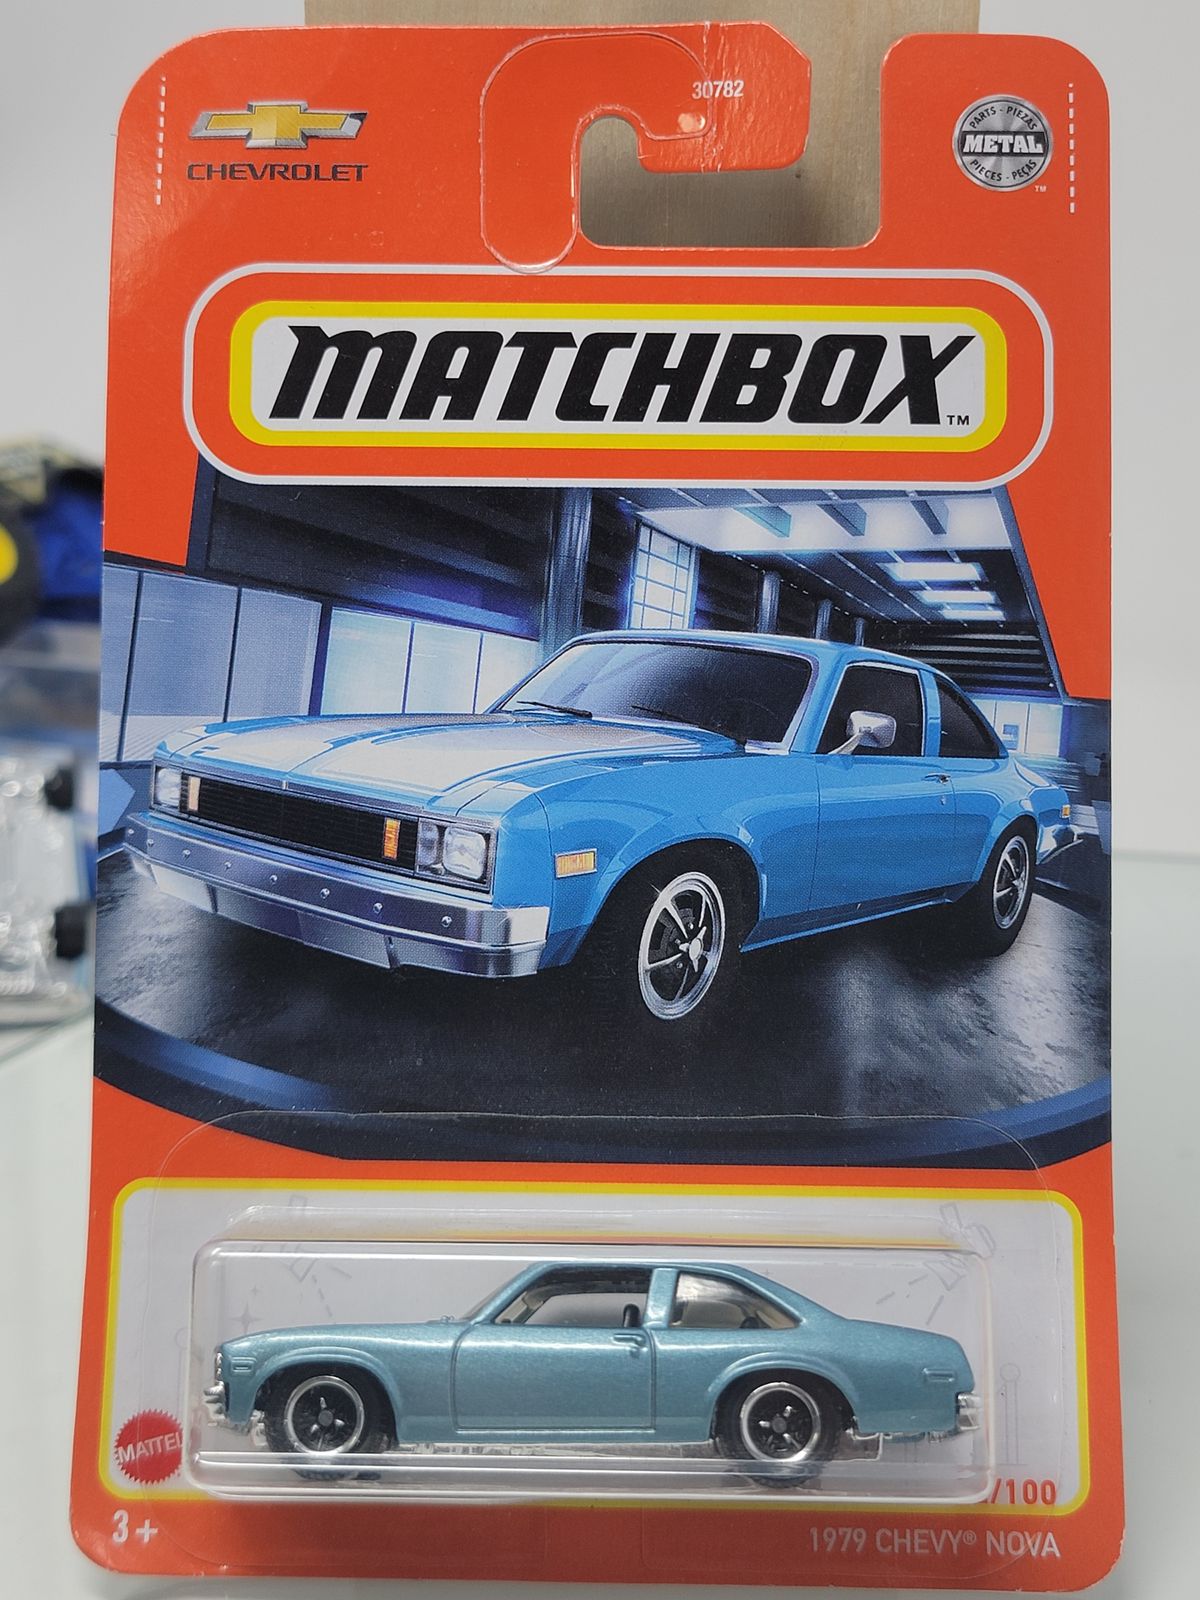 30782
CHEVROLET
PARTS - PIEZAS
METAL
PIECES - PEÇAS
TM
MATCHBOX
TM
MATTEL
/100
3+
1979 CHEVY® NOVA